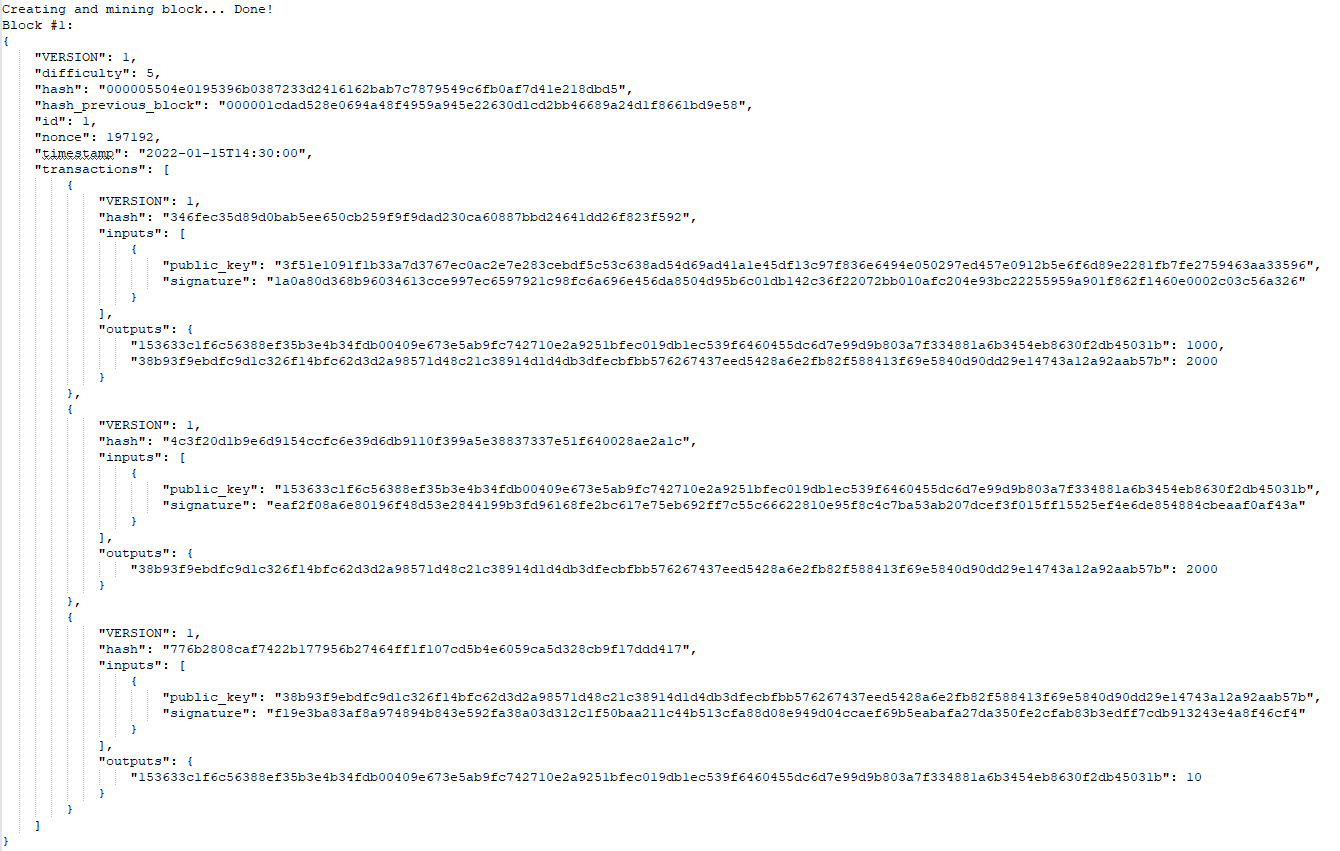 Creating and mining block... Done!
Block #1:
{
"VERSION": 1,
"difficulty": 5,
"hash": "000005504e0195396b0387233d2416162bab7c7879549c6fb0af7d41e218dbd5",
"hash_previous_block": "000001cdad528e0694a48f4959a945e22630d1cd2bb46689a24d1f8661bd9e58",
"id": 1,
"nonce": 197192,
"timestamp": "2022-01-15T14:30:00",
"transactions": [
{
"VERSION": 1,
"hash": "346fec35d89d0bab5ee650cb259f9f9dad230ca60887bbd24641dd26f823f592",
"inputs": [
{
"public_key": "3f51e1091f1b33a7d3767ec0ac2e7e283cebdf5c53c638ad54d69ad41a1e45df13c97f836e6494e050297ed457e0912b5e6f6d89e2281fb7fe2759463aa33596",
"signature": "1a0a80d368b96034613cce997ec6597921c98fc6a696e456da8504d95b6c01db142c36f22072bb010afc204e93bc22255959a901f862f1460e0002c03c56a326"
}
],
"outputs": {
"153633c1f6c56388ef35b3e4b34fdb00409e673e5ab9fc742710e2a9251bfec019db1ec539f6460455dc6d7e99d9b803a7f334881a6b3454eb8630f2db45031b": 1000,
"38b93f9ebdfc9d1c326f14bfc62d3d2a98571d48c21c38914d1d4db3dfecbfbb576267437eed5428a6e2fb82f588413f69e5840d90dd29e14743a12a92aab57b": 2000
}
},
{
"VERSION": 1,
"hash": "4c3f20d1b9e6d9154ccfc6e39d6db9110f399a5e38837337e51f640028ae2a1c",
"inputs": [
{
"public_key": "153633c1f6c56388ef35b3e4b34fdb00409e673e5ab9fc742710e2a9251bfec019db1ec539f6460455dc6d7e99d9b803a7f334881a6b3454eb8630f2db45031b",
"signature": "eaf2f08a6e80196f48d53e2844199b3fd96168fe2bc617e75eb692ff7c55c66622810e95f8c4c7ba53ab207dcef3f015ff15525ef4e6de854884cbeaaf0af43a"
}
],
"outputs": {
"38b93f9ebdfc9d1c326f14bfc62d3d2a98571d48c21c38914d1d4db3dfecbfbb576267437eed5428a6e2fb82f588413f69e5840d90dd29e14743a12a92aab57b": 2000
}
},
{
"VERSION": 1,
"hash": "776b2808caf7422b177956b27464ff1f107cd5b4e6059ca5d328cb9f17ddd417",
"inputs": [
{
"public_key": "38b93f9ebdfc9d1c326f14bfc62d3d2a98571d48c21c38914d1d4db3dfecbfbb576267437eed5428a6e2fb82f588413f69e5840d90dd29e14743a12a92aab57b",
"signature": "f19e3ba83af8a974894b843e592fa38a03d312c1f50baa211c44b513cfa88d08e949d04ccaef69b5eabafa27da350fe2cfab83b3edff7cdb913243e4a8f46cf4"
}
],
"outputs": {
"153633c1f6c56388ef35b3e4b34fdb00409e673e5ab9fc742710e2a9251bfec019db1ec539f6460455dc6d7e99d9b803a7f334881a6b3454eb8630f2db45031b": 10
}
}
]
}